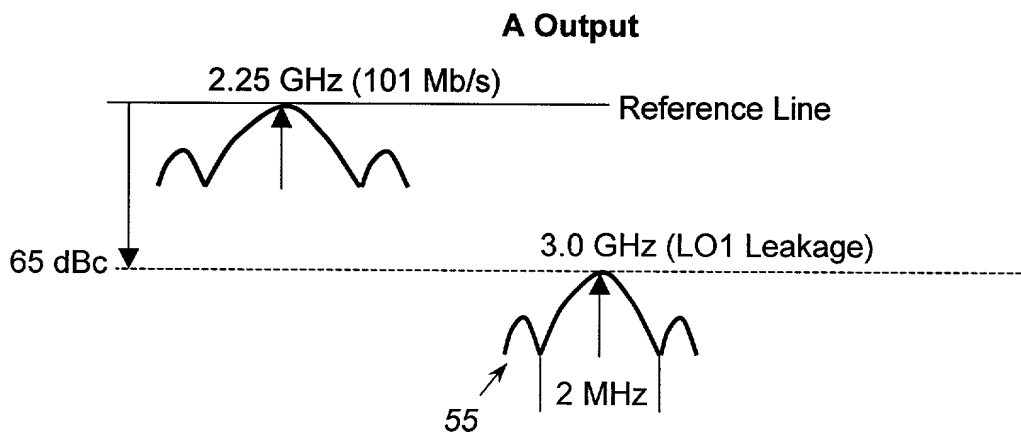 A Output
2.25 GHz (101 Mb/s)
Reference Line
65 dBc
3.0 GHz (LO1 Leakage)
2 MHz
55